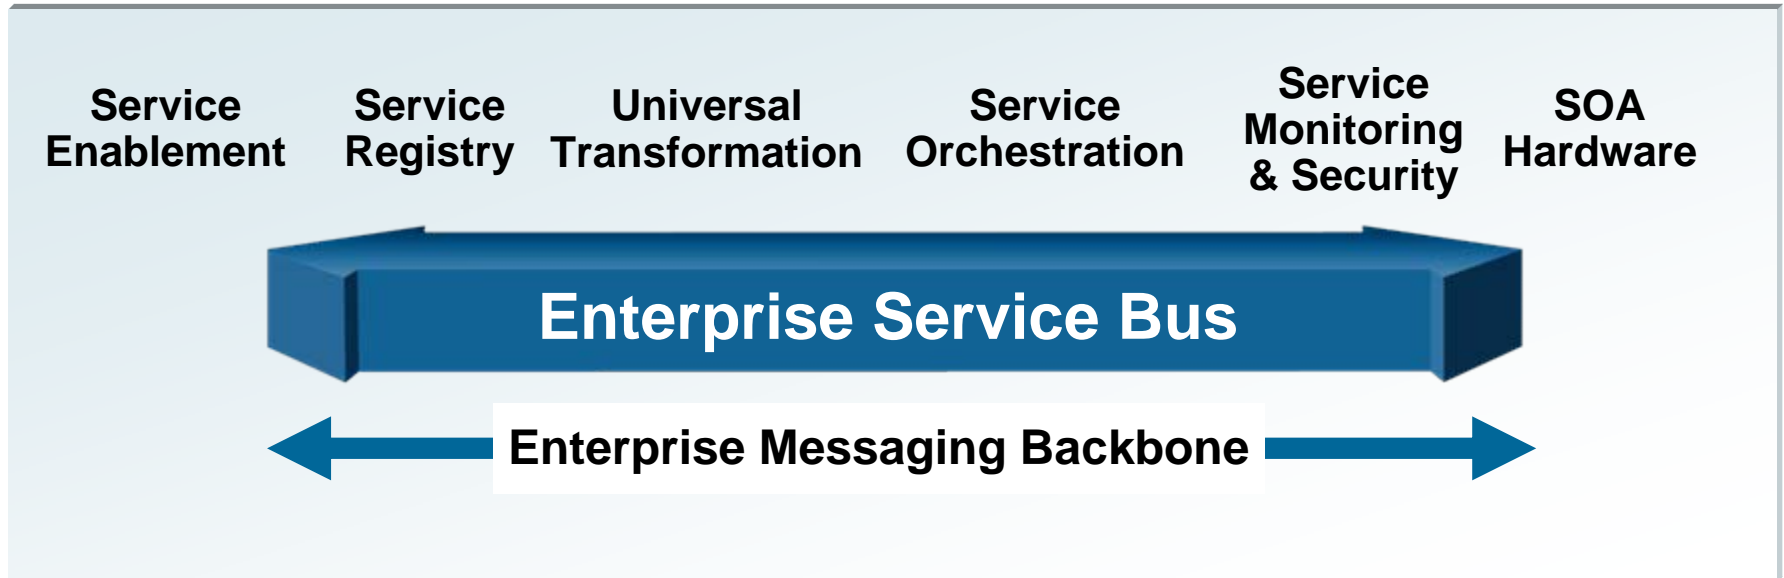 Service
Enablement
Service
Registry
Universal
Transformation
Service
Orchestration
Service
Monitoring
& Security
SOA
Hardware
Enterprise Service Bus
Enterprise Messaging Backbone